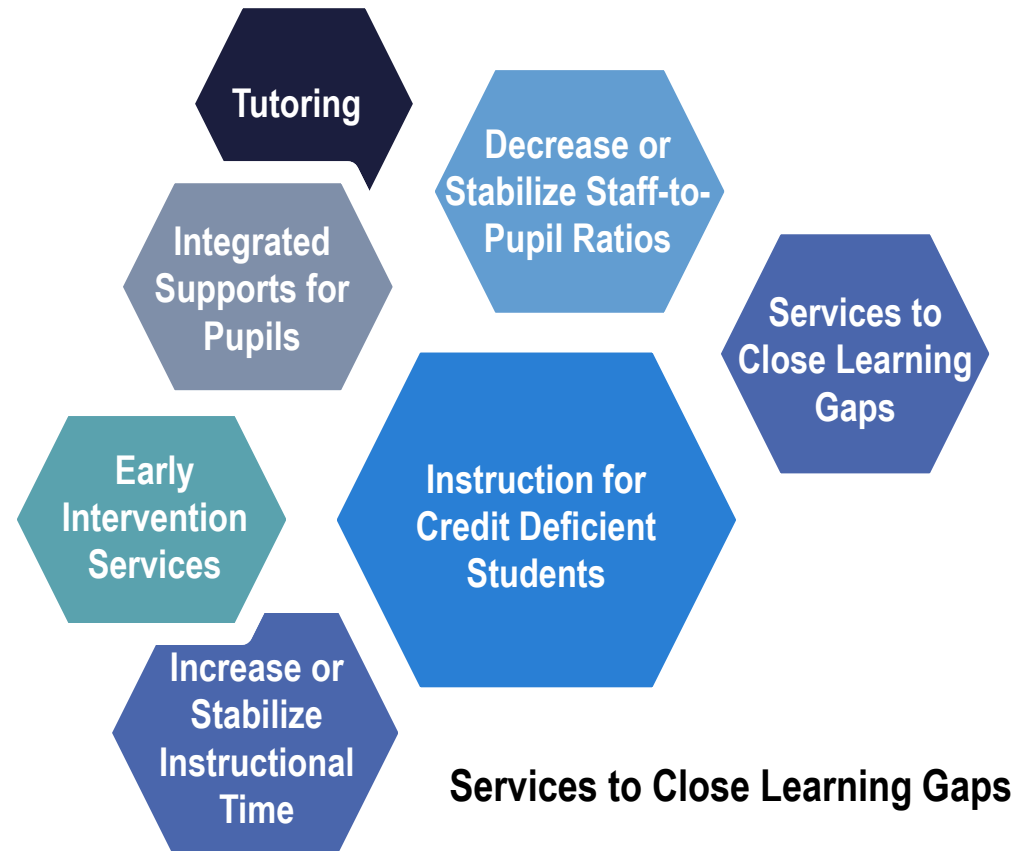 Tutoring
Decrease or
Stabilize Staff-to-
Pupil Ratios
Integrated
Supports for
Pupils
Services to
Close Learning
Gaps
Early
Intervention
Services
Instruction for
Credit Deficient
Students
Increase or
Stabilize
Instructional
Time
Services to Close Learning Gaps